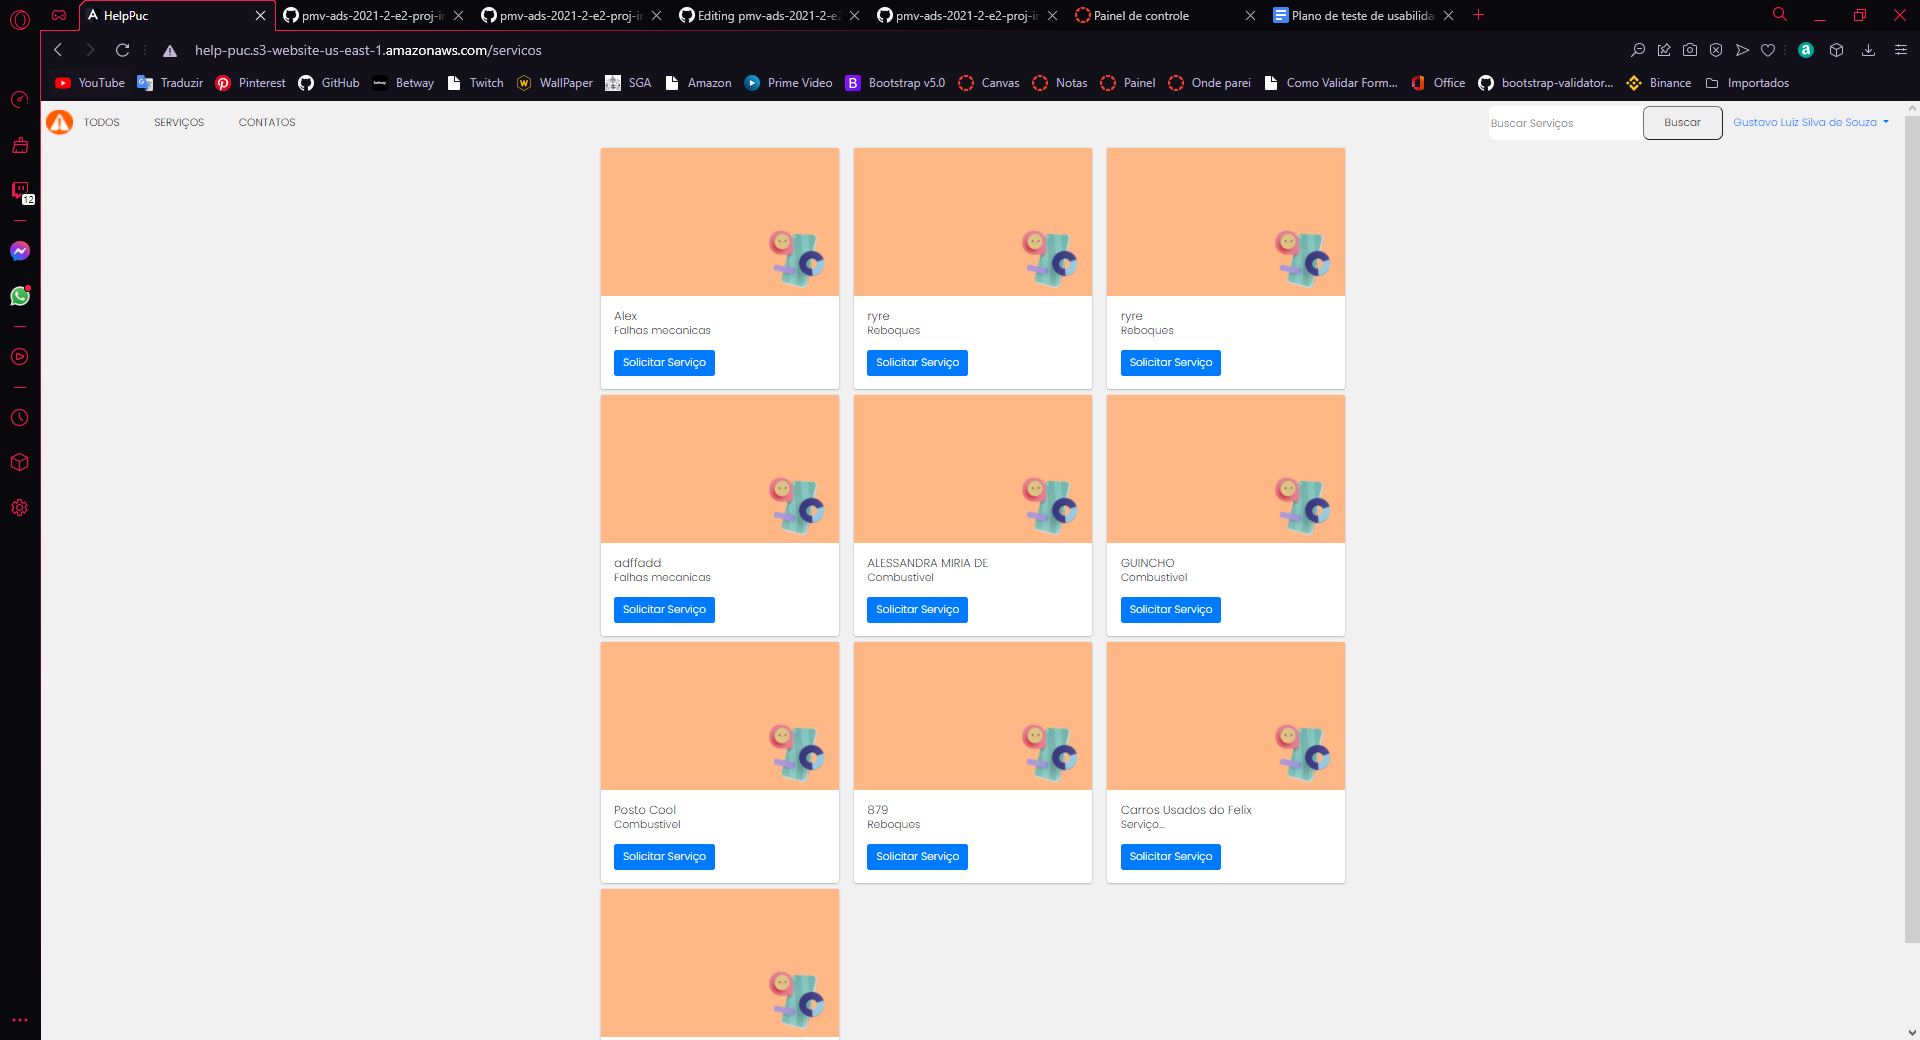 HelpPuc
pmv-ads-2021-2-e2-proj-ir
pmv-ads-2021-2-e2-proj-ir
Editing pmv-ads-2021-2-e2
pmv-ads-2021-2-e2-proj-ir
Painel de controle
Plano de teste de usabilida
help-puc.s3-website-us-east-1.amazonaws.com/servicos
YouTube
Traduzir
Pinterest
GitHub
Betway
Twitch
WallPaper
SGA
Amazon
Prime Video
Bootstrap v5.0
Canvas
Notas
Painel
Onde parei
Como Validar Form...
Office
bootstrap-validator...
Binance
Importados
12
TODOS
SERVIÇOS
CONTATOS
Buscar Serviços
Buscar
Gustavo Luiz Silva de Souza
Alex
Falhas mecanicas
Solicitar Serviço
ryre
Reboques
Solicitar Serviço
ryre
Reboques
Solicitar Serviço
adffadd
Falhas mecanicas
Solicitar Serviço
ALESSANDRA MIRIA DE
Combustivel
Solicitar Serviço
GUINCHO
Combustivel
Solicitar Serviço
Posto Cool
Combustivel
Solicitar Serviço
879
Reboques
Solicitar Serviço
Carros Usados do Felix
Serviço...
Solicitar Serviço